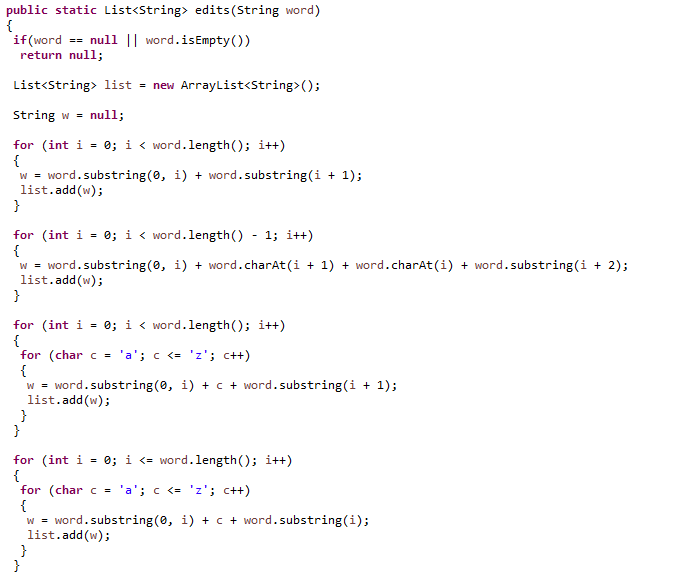 public static List<String> edits(String word)
{
if(word == null || word.isEmpty())
return null;
List<String> list = new ArrayList<String>();
String w = null;
for (int i = 0; i < word.length(); i++)
{
w = word.substring(0, i) + word.substring(i + 1);
list.add(w);
}
for (int i = 0; i < word.length() - 1; i++)
{
w = word.substring(0, i) + word.charAt(i + 1) + word.charAt(i) + word.substring(i + 2);
list.add(w);
}
for (int i = 0; i < word.length(); i++)
{
for (char c = 'a'; c <= 'z'; c++)
{
w = word.substring(0, i) + c + word.substring(i + 1);
list.add(w);
}
}
for (int i = 0; i <= word.length(); i++)
{
for (char c = 'a'; c <= 'z'; c++)
{
w = word.substring(0, i) + c + word.substring(i);
list.add(w);
}
}